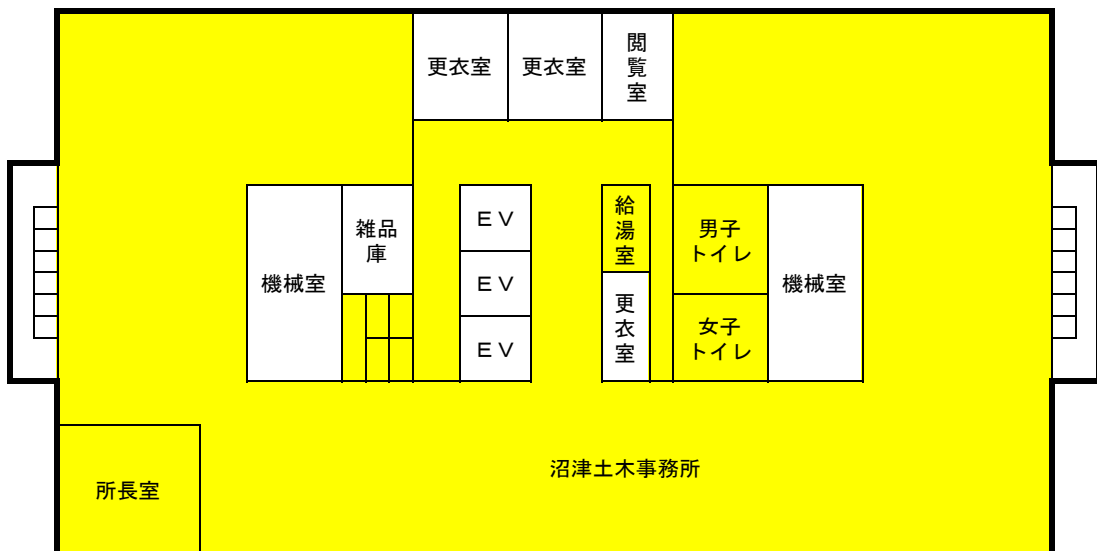 更衣室
更衣室
閲覧室
機械室
雑品
庫
ＥＶ
ＥＶ
ＥＶ
給湯室
更衣室
男子
トイレ
女子
トイレ
機械室
沼津土木事務所
所長室